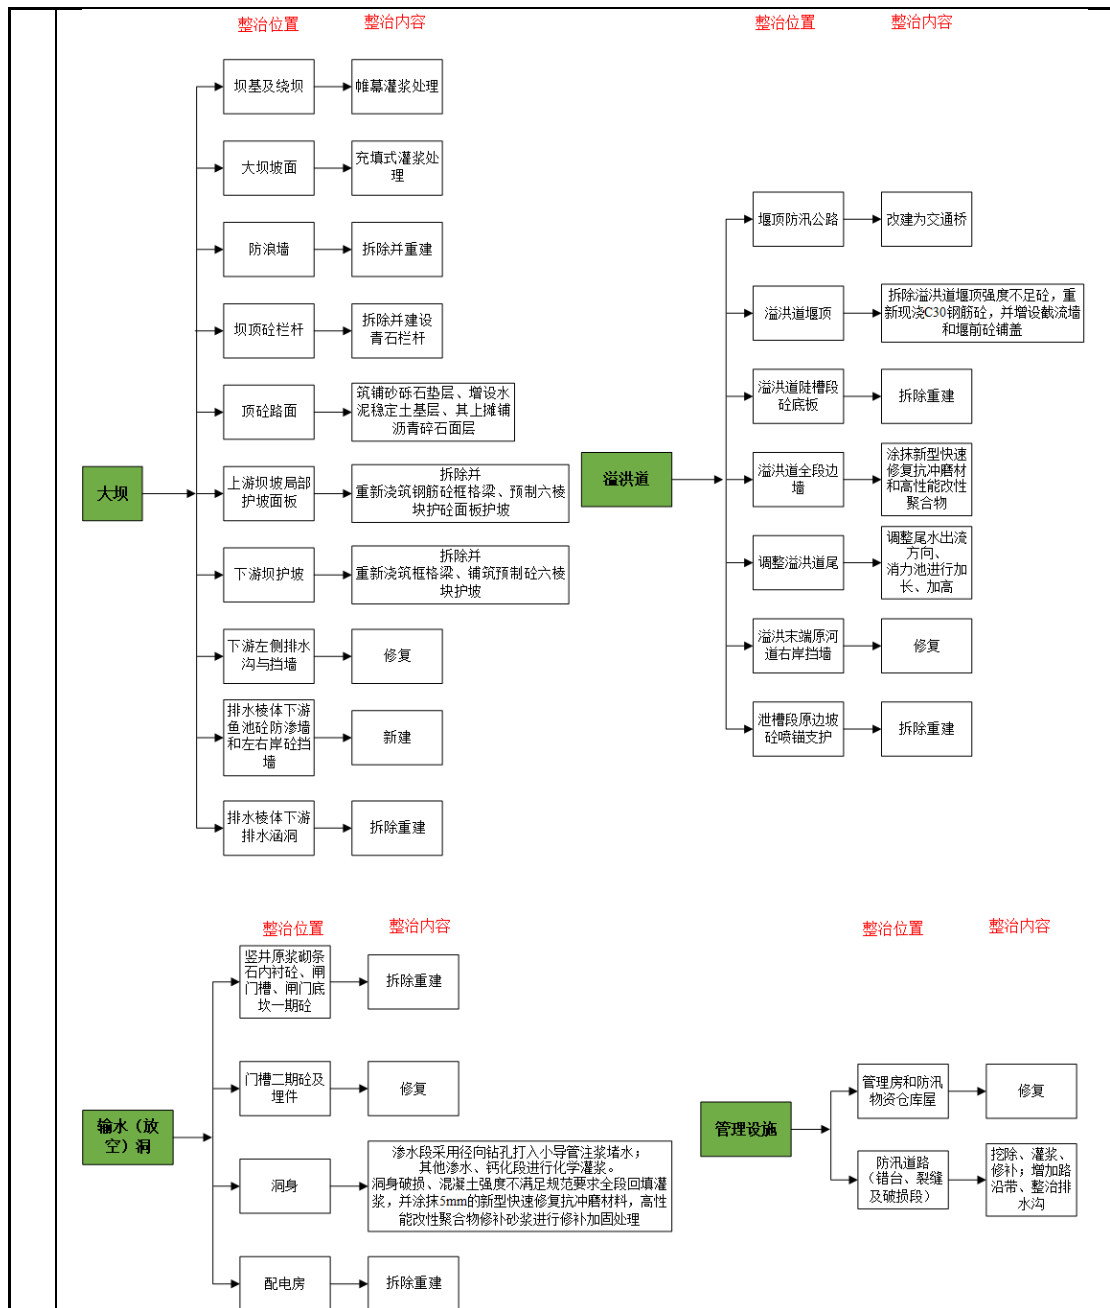 整治位置
整治内容
坝基及绕坝
帷幕灌浆处理
大坝坡面
充填式灌浆处
理
防浪墙
拆除并重建
坝顶砼栏杆
拆除并建设
青石栏杆
顶砼路面
筑铺砂砾石垫层、增设水
泥稳定土基层、其上摊铺
沥青碎石面层
大坝
上游坝坡局部
护坡面板
拆除并
重新浇筑钢筋砼框格梁、预制六棱
块护砼面板护坡
下游坝护坡
拆除并
重新浇筑框格梁、铺筑预制砼六棱
块护坡
下游左侧排水
沟与挡墙
修复
排水棱体下游
鱼池砼防渗墙
和左右岸砼挡
墙
新建
排水棱体下游
排水涵洞
拆除重建
整治位置
整治内容
堰顶防汛公路
改建为交通桥
溢洪道堰顶
拆除溢洪道堰顶强度不足砼，重
新现浇C30钢筋砼，并增设截流墙
和堰前砼铺盖
溢洪道陡槽段
砼底板
拆除重建
溢洪道
溢洪道全段边
墙
涂抹新型快速
修复抗冲磨材
和高性能改性
聚合物
调整溢洪道尾
调整尾水出流
方向、
消力池进行加
长、加高
溢洪末端原河
道右岸挡墙
修复
泄槽段原边坡
砼喷锚支护
拆除重建
整治位置
整治内容
竖井原浆砌条
石内衬砼、闸
门槽、闸门底
坎一期砼
拆除重建
门槽二期砼及
埋件
修复
输水（放
空）洞
洞身
渗水段采用径向钻孔打入小导管注浆堵水；
其他渗水、钙化段进行化学灌浆。
洞身破损、混凝土强度不满足规范要求全段回填灌
浆，并涂抹5mm的新型快速修复抗冲磨材料，高性
能改性聚合物修补砂浆进行修补加固处理
配电房
拆除重建
整治位置
整治内容
管理房和防汛
物资仓库屋
修复
管理设施
防汛道路
（错台、裂缝
及破损段）
挖除、灌浆、
修补；增加路
沿带、整治排
水沟